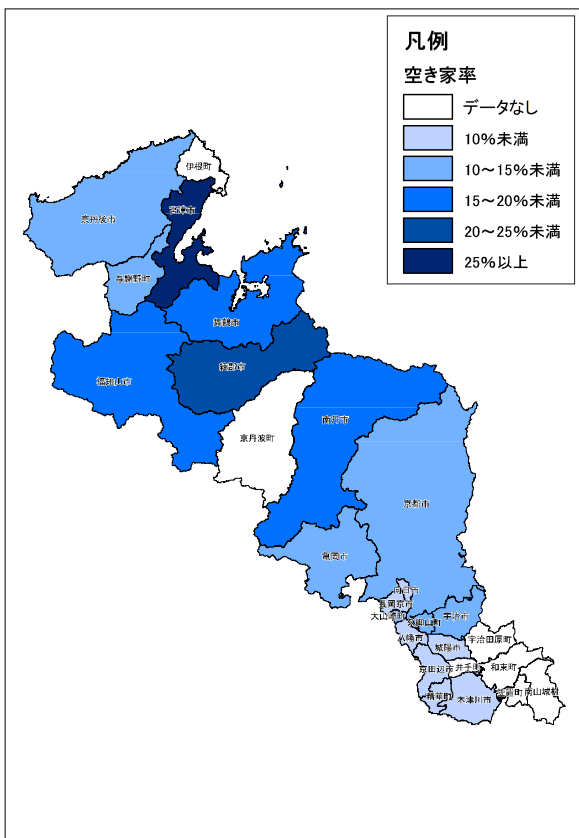 凡例
空き家率
データなし
10%未満
10～15%未満
15～20%未満
20～25%未満
25%以上
伊根町
宮津市
京丹後市
与謝野町
舞鶴市
綾部市
福知山市
京丹波町
南丹市
京都市
亀岡市
向日市
長岡京市
大山崎町
久御山町
宇治市
八幡市
宇治田原町
城陽市
京田辺市
井手町
和束町
精華町
木津川市
笠置町
南山城村